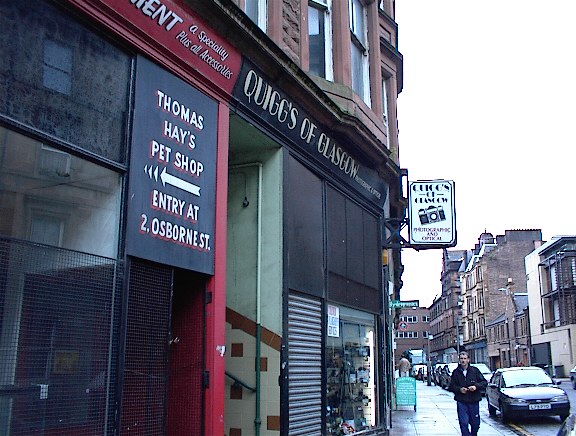 MENT
a Speciality
Plus all Accessories
THOMAS
HAY'S
PET SHOP
ENTRY AT
2. OSBORNE ST.
QUIGG'S OF GLASGOW
QUIGG'S
OF
GLASGOW
PHOTOGRAPHIC
AND
OPTICAL